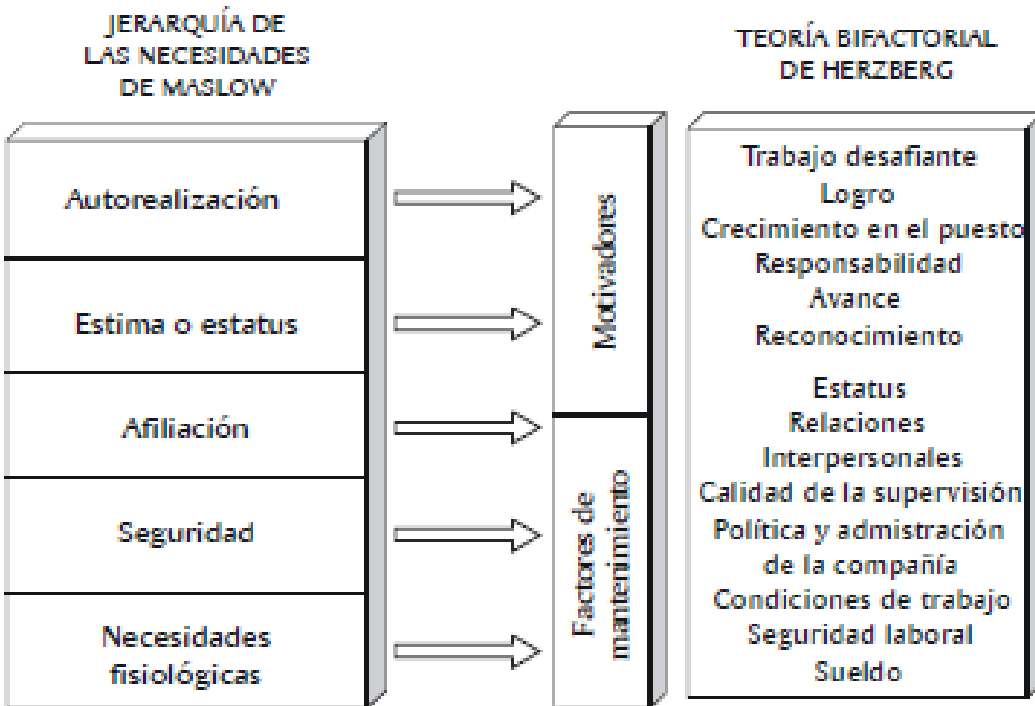 JERARQUÍA DE
LAS NECESIDADES
DE MASLOW
Autorealización
Estima o estatus
Afiliación
Seguridad
Necesidades
fisiológicas
Motivadores
Factores de
mantenimiento
TEORÍA BIFACTORIAL
DE HERZBERG
Trabajo desafiante
Logro
Crecimiento en el puesto
Responsabilidad
Avance
Reconocimiento
Estatus
Relaciones
Interpersonales
Calidad de la supervisión
Política y admistración
de la compañía
Condiciones de trabajo
Seguridad laboral
Sueldo